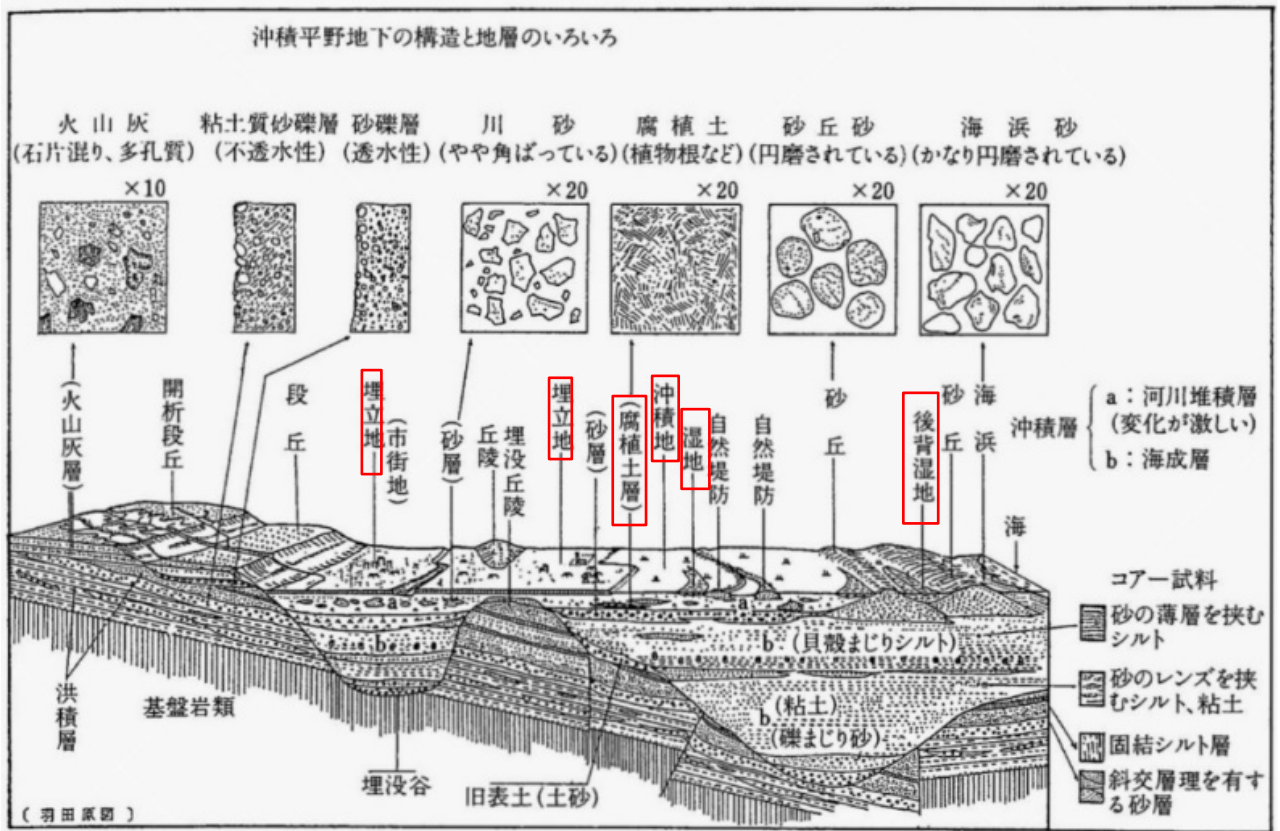 沖積平野地下の構造と地層のいろいろ
火山灰
(石片混り、多孔質)
粘土質砂礫層
(不透水性)
砂礫層
(透水性)
川砂
(やや角ばっている)
腐植土
(植物根など)
砂丘砂
(円磨されている)
海浜砂
(かなり円磨されている)
×10
×20
×20
×20
×20
(火山灰層)
開析段丘
段丘
埋立地
(市街地)
(砂層)
丘陵
埋没丘陵
埋立地
(砂層)
(腐植土層)
沖積地
湿地
自然堤防
自然堤防
砂丘
後背湿地
砂丘
海浜
海
沖積層
a:河川堆積層
(変化が激しい)
b:海成層
a
b
a
b(貝殻まじりシルト)
b(粘土)
(礫まじり砂)
洪積層
基盤岩類
埋没谷
旧表土(土砂)
コアー試料
砂の薄層を挟む
シルト
砂のレンズを挟
むシルト、粘土
固結シルト層
斜交層理を有す
る砂層
(羽田原図)